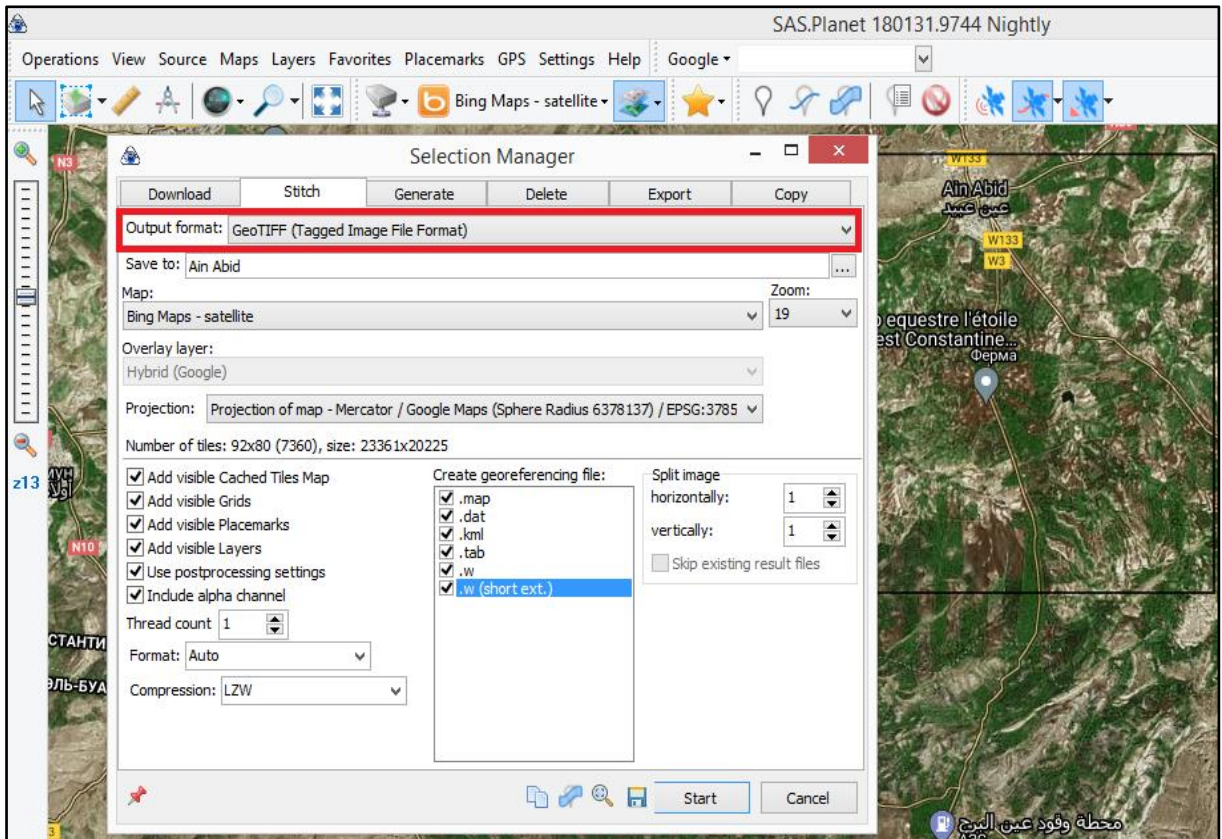 SAS.Planet 180131.9744 Nightly
Operations View Source Maps Layers Favorites Placemarks GPS Settings Help Google
Bing Maps - satellite
Selection Manager
Download Stitch Generate Delete Export Copy
Output format: GeoTIFF (Tagged Image File Format)
Save to: Ain Abid ...
Map: Zoom:
Bing Maps - satellite 19
Overlay layer:
Hybrid (Google)
Projection: Projection of map - Mercator / Google Maps (Sphere Radius 6378137) / EPSG:3785
Number of tiles: 92x80 (7360), size: 23361x20225
Add visible Cached Tiles Map
Add visible Grids
Add visible Placemarks
Add visible Layers
Use postprocessing settings
Include alpha channel
Thread count 1
Format: Auto
Compression: LZW
Create georeferencing file:
.map
.dat
.kml
.tab
.w
.w (short ext.)
Split image
horizontally: 1
vertically: 1
Skip existing result files
Start Cancel
z13
N3
N10
3
W133
Ain Abid
عين عبيد
W133
W3
equestre l'étoile
est Constantine...
Ферма
محطة وقود عين البرج